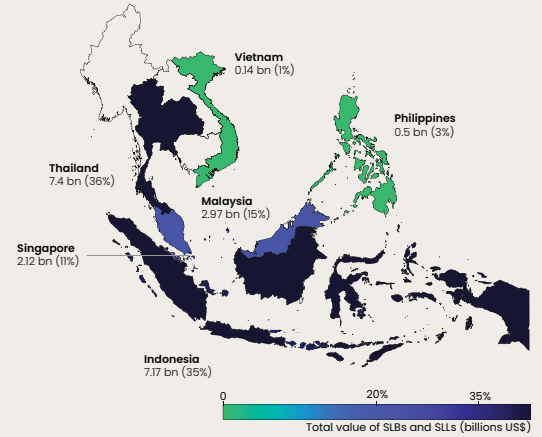 Vietnam
0.14 bn (1%)
Philippines
0.5 bn (3%)
Thailand
7.4 bn (36%)
Malaysia
2.97 bn (15%)
Singapore
2.12 bn (11%)
Indonesia
7.17 bn (35%)
0 20% 35%
Total value of SLBs and SLLs (billions US$)